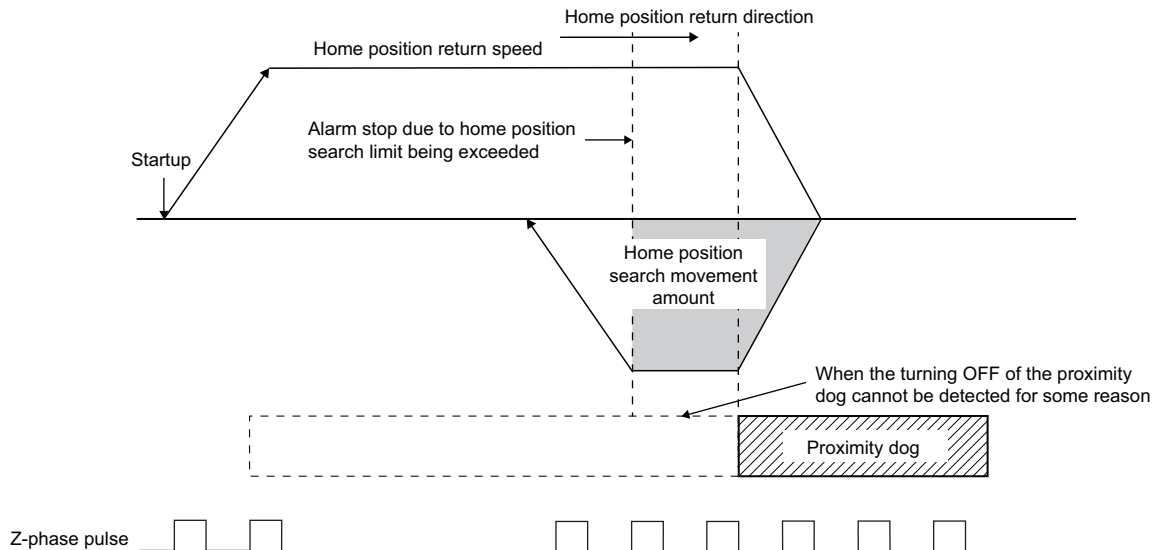 Home position return direction
Home position return speed
Alarm stop due to home position
search limit being exceeded
Startup
Home position
search movement
amount
When the turning OFF of the proximity
dog cannot be detected for some reason
Proximity dog
Z-phase pulse